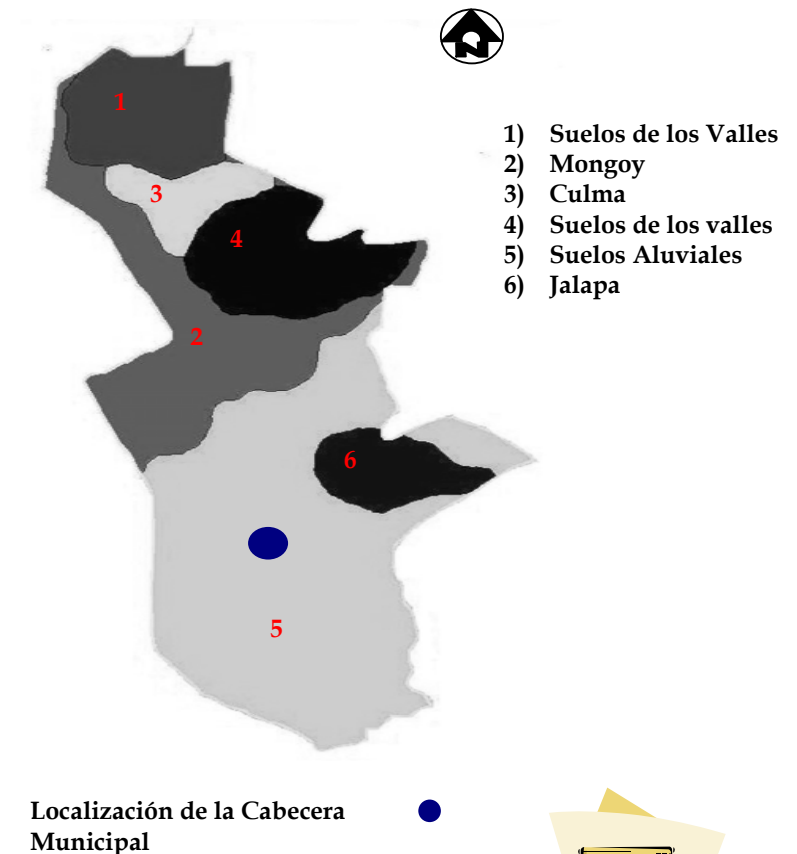 N
1
3
4
2
6
5
1) Suelos de los Valles
2) Mongoy
3) Culma
4) Suelos de los valles
5) Suelos Aluviales
6) Jalapa
Localización de la Cabecera
Municipal